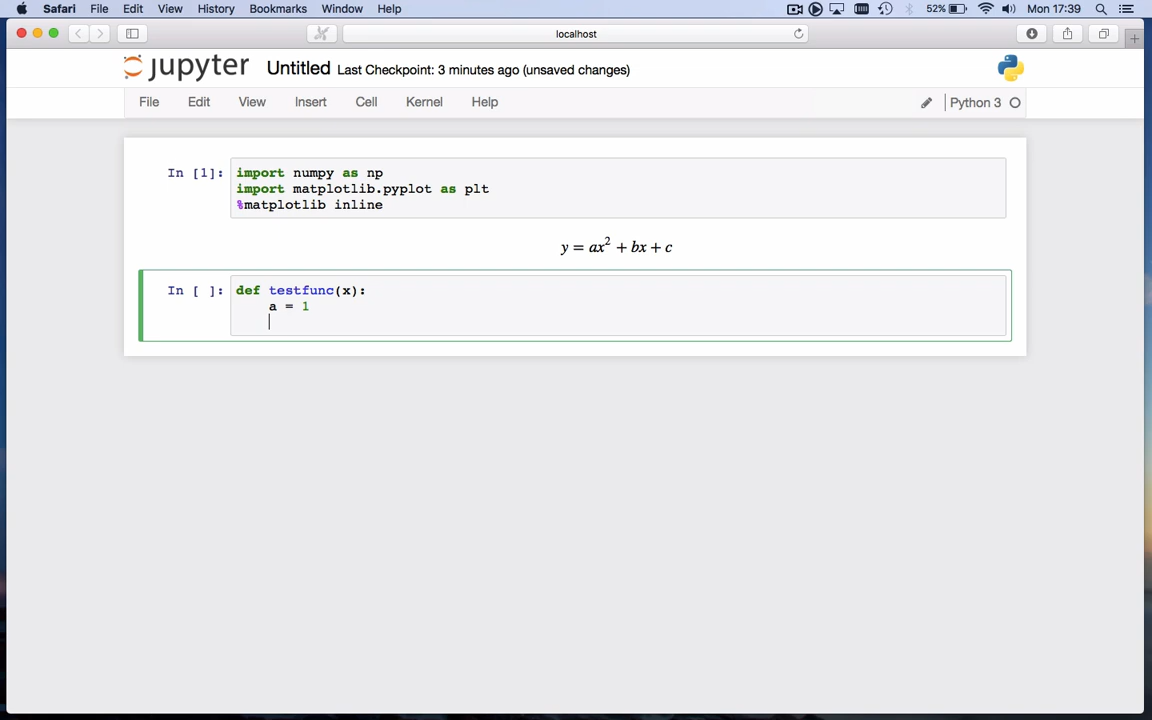 Safari File Edit View History Bookmarks Window Help 52% Mon 17:39
localhost
jupyter Untitled Last Checkpoint: 3 minutes ago (unsaved changes)
File Edit View Insert Cell Kernel Help Python 3
In [1]: import numpy as np
import matplotlib.pyplot as plt
%matplotlib inline
y = ax² + bx + c
In [ ]: def testfunc(x):
a = 1